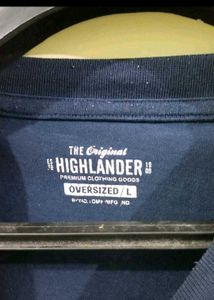 THE Original
HIGHLANDER
PREMIUM CLOTHING GOODS
OVERSIZED / L